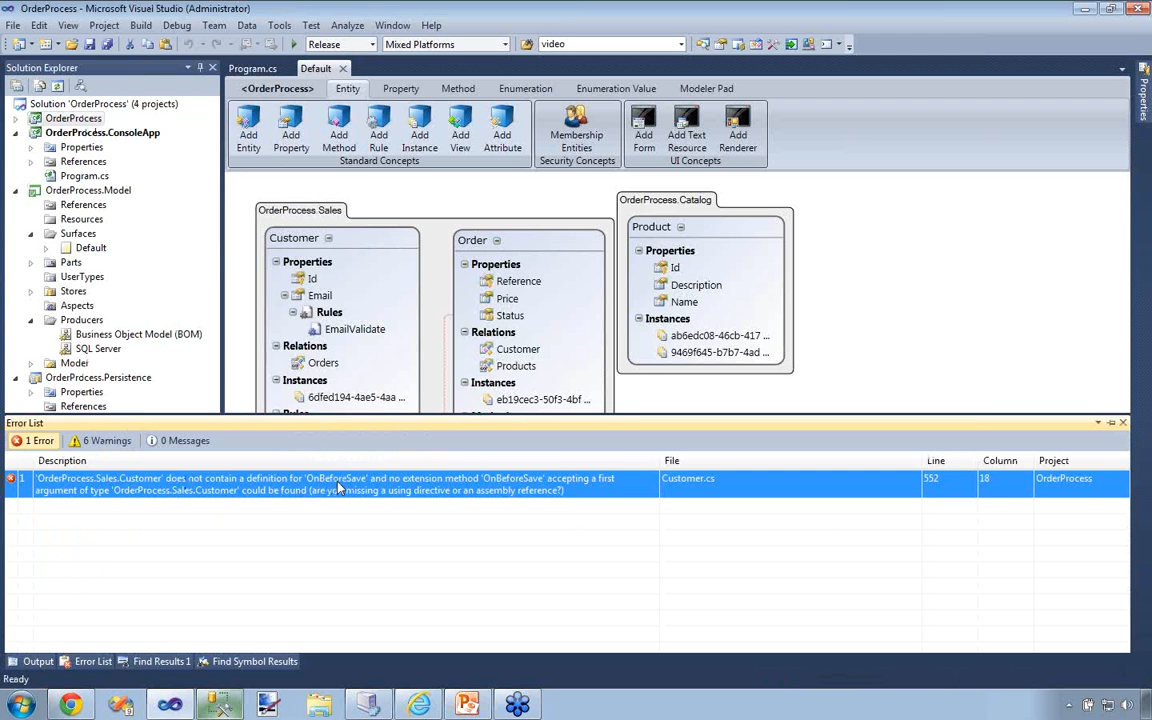 OrderProcess - Microsoft Visual Studio (Administrator)
File Edit View Project Build Debug Team Data Tools Test Analyze Window Help
Release Mixed Platforms video
Solution Explorer
Solution 'OrderProcess' (4 projects)
OrderProcess
OrderProcess.ConsoleApp
Properties
References
Program.cs
OrderProcess.Model
References
Resources
Surfaces
Default
Parts
UserTypes
Stores
Aspects
Producers
Business Object Model (BOM)
SQL Server
Model
OrderProcess.Persistence
Properties
References
Program.cs Default
<OrderProcess> Entity Property Method Enumeration Enumeration Value Modeler Pad
Add Entity
Add Property
Add Method
Add Rule
Add Instance
Add View
Add Attribute
Standard Concepts
Membership Entities
Security Concepts
Add Form
Add Text Resource
Add Renderer
UI Concepts
OrderProcess.Sales
Customer
Properties
Id
Email
Rules
EmailValidate
Relations
Orders
Instances
6dfed194-4ae5-4aa ...
Rules
Order
Properties
Reference
Price
Status
Relations
Customer
Products
Instances
eb19cec3-50f3-4bf ...
OrderProcess.Catalog
Product
Properties
Id
Description
Name
Instances
ab6edc08-46cb-417 ...
9469f645-b7b7-4ad ...
Properties
Error List
1 Error 6 Warnings 0 Messages
Description File Line Column Project
1 'OrderProcess.Sales.Customer' does not contain a definition for 'OnBeforeSave' and no extension method 'OnBeforeSave' accepting a first
argument of type 'OrderProcess.Sales.Customer' could be found (are you missing a using directive or an assembly reference?)
Customer.cs 552 18 OrderProcess
Output Error List Find Results 1 Find Symbol Results
Ready